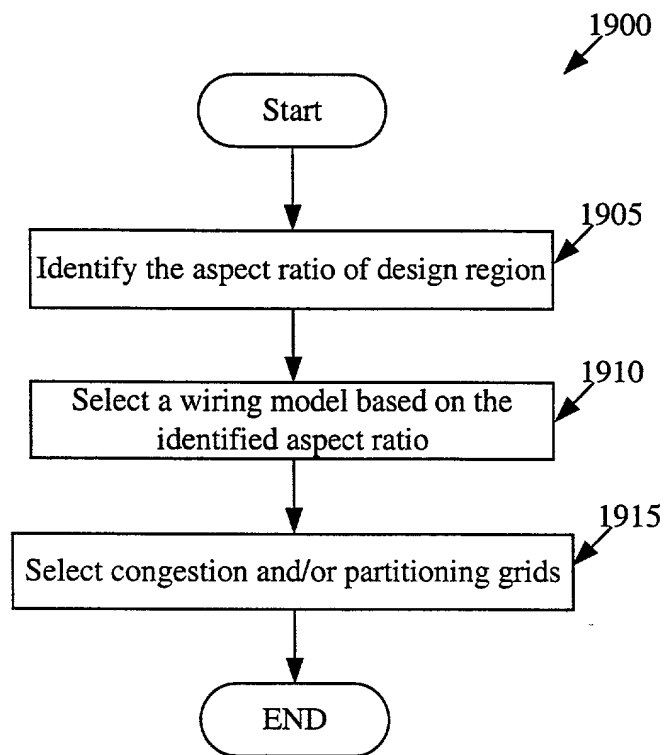 1900
Start
1905
Identify the aspect ratio of design region
1910
Select a wiring model based on the
identified aspect ratio
1915
Select congestion and/or partitioning grids
END